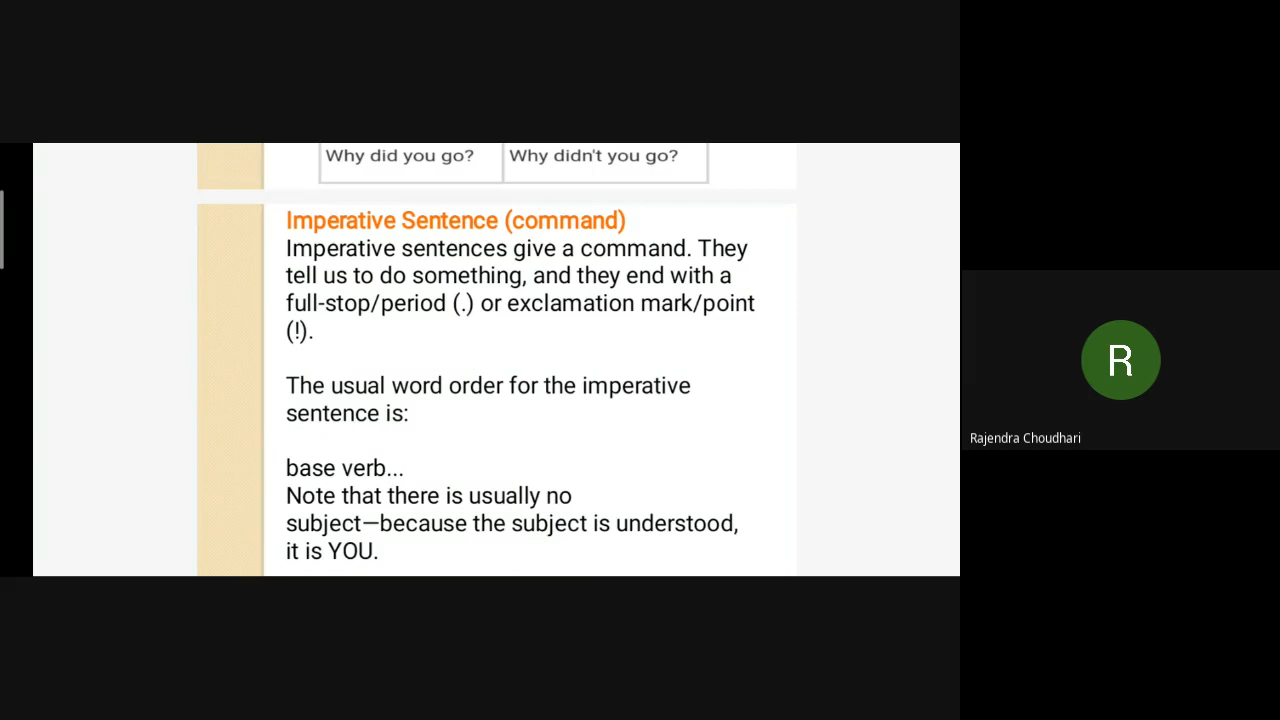 Why did you go? Why didn't you go?
Imperative Sentence (command)
Imperative sentences give a command. They
tell us to do something, and they end with a
full-stop/period (.) or exclamation mark/point
(!).
The usual word order for the imperative
sentence is:
base verb...
Note that there is usually no
subject—because the subject is understood,
it is YOU.
R
Rajendra Choudhari